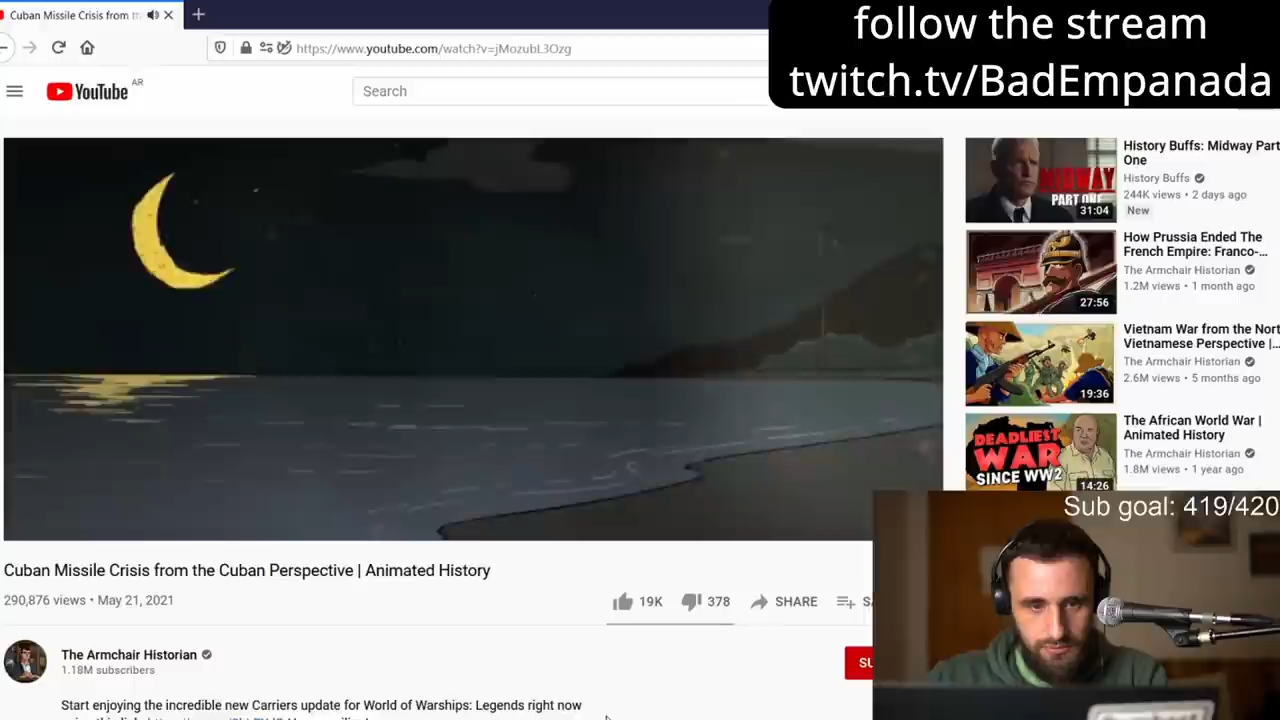 Cuban Missile Crisis from t
follow the stream
twitch.tv/BadEmpanada
https://www.youtube.com/watch?v=jMozubL3Ozg
YouTube AR
Search
History Buffs: Midway Part
One
History Buffs
244K views • 2 days ago
New
MIDWAY
PART ONE
31:04
How Prussia Ended The
French Empire: Franco-...
The Armchair Historian
1.2M views • 1 month ago
27:56
Vietnam War from the Nort
Vietnamese Perspective |...
The Armchair Historian
2.6M views • 5 months ago
19:36
The African World War |
Animated History
The Armchair Historian
1.8M views • 1 year ago
DEADLIEST
WAR
SINCE WW2
14:26
Sub goal: 419/420
Cuban Missile Crisis from the Cuban Perspective | Animated History
290,876 views • May 21, 2021
19K
378
SHARE
The Armchair Historian
1.18M subscribers
SU
Start enjoying the incredible new Carriers update for World of Warships: Legends right now